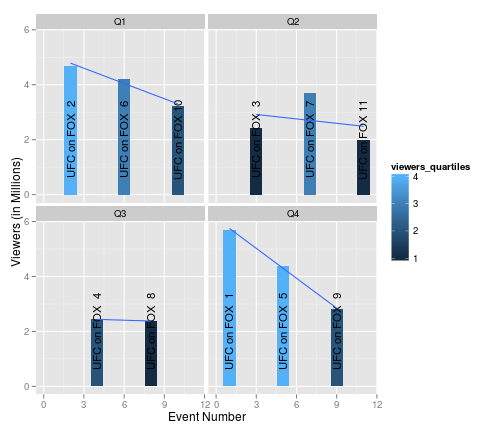 Q1
Q2
6
4
2
0
UFC on FOX 2
UFC on FOX 6
UFC on FOX 10
UFC on FOX 3
UFC on FOX 7
UFC on FOX 11
Q3
Q4
6
4
2
0
UFC on FOX 4
UFC on FOX 8
UFC on FOX 1
UFC on FOX 5
UFC on FOX 9
0 3 6 9 12
0 3 6 9 12
Event Number
Viewers (in Millions)
viewers_quartiles
4
3
2
1